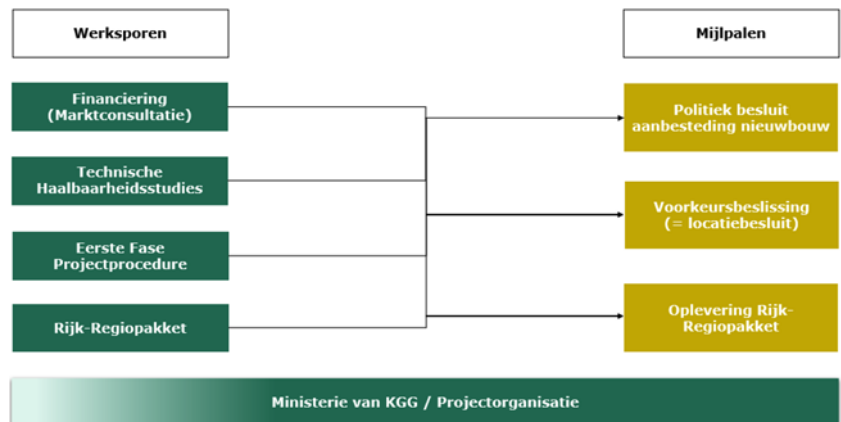 Werksporen
Mijlpalen
Financiering
(Marktconsultatie)
Technische
Haalbaarheidsstudies
Eerste Fase
Projectprocedure
Rijk-Regiopakket
Politiek besluit
aanbesteding nieuwbouw
Voorkeursbeslissing
(= locatiebesluit)
Oplevering Rijk-
Regiopakket
Ministerie van KGG / Projectorganisatie